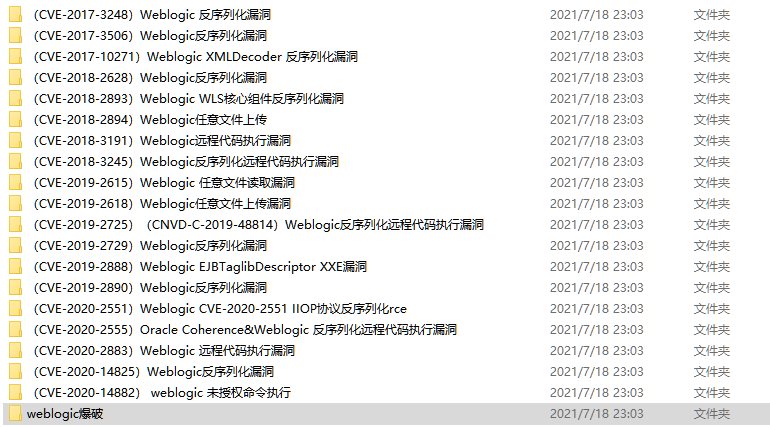 （CVE-2017-3248）Weblogic 反序列化漏洞 2021/7/18 23:03 文件夹
（CVE-2017-3506）Weblogic反序列化漏洞 2021/7/18 23:03 文件夹
（CVE-2017-10271）Weblogic XMLDecoder 反序列化漏洞 2021/7/18 23:03 文件夹
（CVE-2018-2628）Weblogic反序列化漏洞 2021/7/18 23:03 文件夹
（CVE-2018-2893）Weblogic WLS核心组件反序列化漏洞 2021/7/18 23:03 文件夹
（CVE-2018-2894）Weblogic任意文件上传 2021/7/18 23:03 文件夹
（CVE-2018-3191）Weblogic远程代码执行漏洞 2021/7/18 23:03 文件夹
（CVE-2018-3245）Weblogic反序列化远程代码执行漏洞 2021/7/18 23:03 文件夹
（CVE-2019-2615）Weblogic 任意文件读取漏洞 2021/7/18 23:03 文件夹
（CVE-2019-2618）Weblogic任意文件上传漏洞 2021/7/18 23:03 文件夹
（CVE-2019-2725）（CNVD-C-2019-48814）Weblogic反序列化远程代码执行漏洞 2021/7/18 23:03 文件夹
（CVE-2019-2729）Weblogic反序列化漏洞 2021/7/18 23:03 文件夹
（CVE-2019-2888）Weblogic EJBTaglibDescriptor XXE漏洞 2021/7/18 23:03 文件夹
（CVE-2019-2890）Weblogic反序列化漏洞 2021/7/18 23:03 文件夹
（CVE-2020-2551）Weblogic CVE-2020-2551 IIOP协议反序列化rce 2021/7/18 23:03 文件夹
（CVE-2020-2555）Oracle Coherence&Weblogic 反序列化远程代码执行漏洞 2021/7/18 23:03 文件夹
（CVE-2020-2883）Weblogic 远程代码执行漏洞 2021/7/18 23:03 文件夹
（CVE-2020-14825）Weblogic反序列化漏洞 2021/7/18 23:03 文件夹
（CVE-2020-14882） weblogic 未授权命令执行 2021/7/18 23:03 文件夹
weblogic爆破 2021/7/18 23:03 文件夹